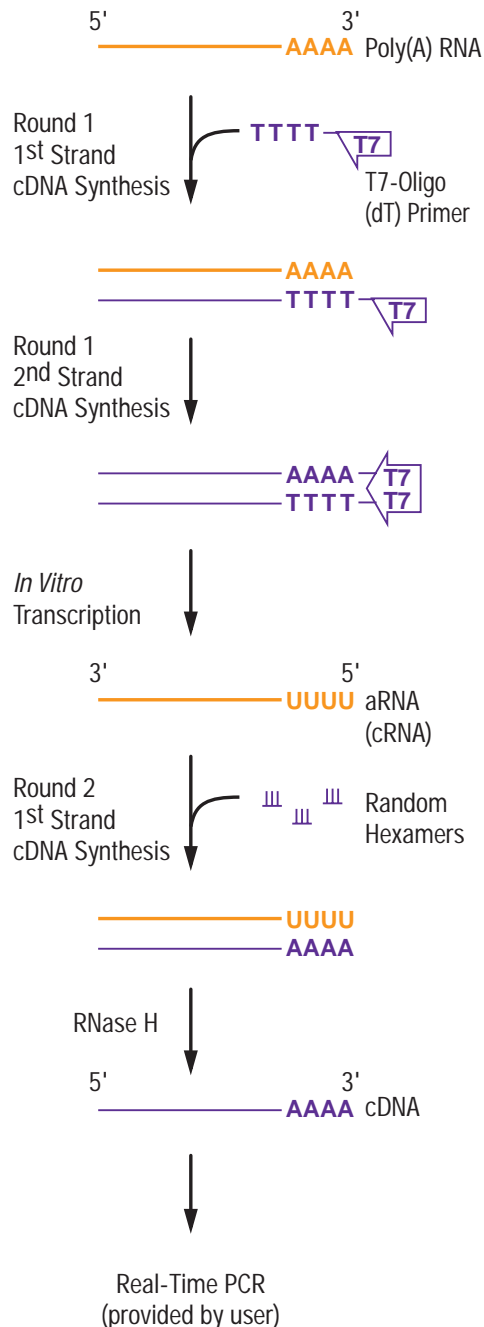 5' 3'
AAAA Poly(A) RNA
Round 1
1st Strand
cDNA Synthesis
TTTT T7
T7-Oligo
(dT) Primer
AAAA
TTTT T7
Round 1
2nd Strand
cDNA Synthesis
AAAA T7
TTTT T7
In Vitro
Transcription
3' 5'
UUUU aRNA
(cRNA)
Round 2
1st Strand
cDNA Synthesis
Random
Hexamers
UUUU
AAAA
RNase H
5' 3'
AAAA cDNA
Real-Time PCR
(provided by user)